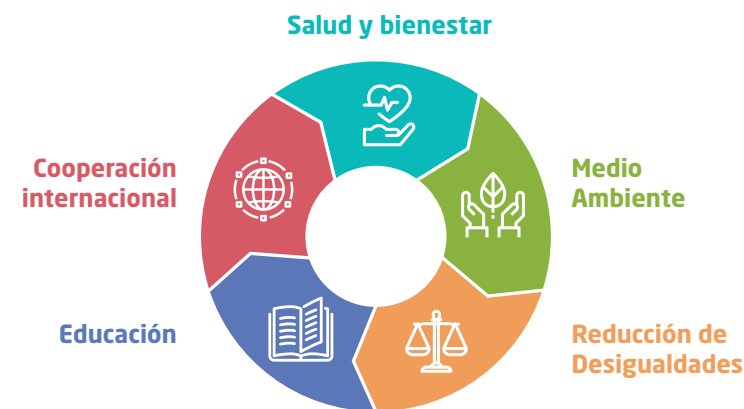 Salud y bienestar
Cooperación
internacional
Medio
Ambiente
Educación
Reducción de
Desigualdades